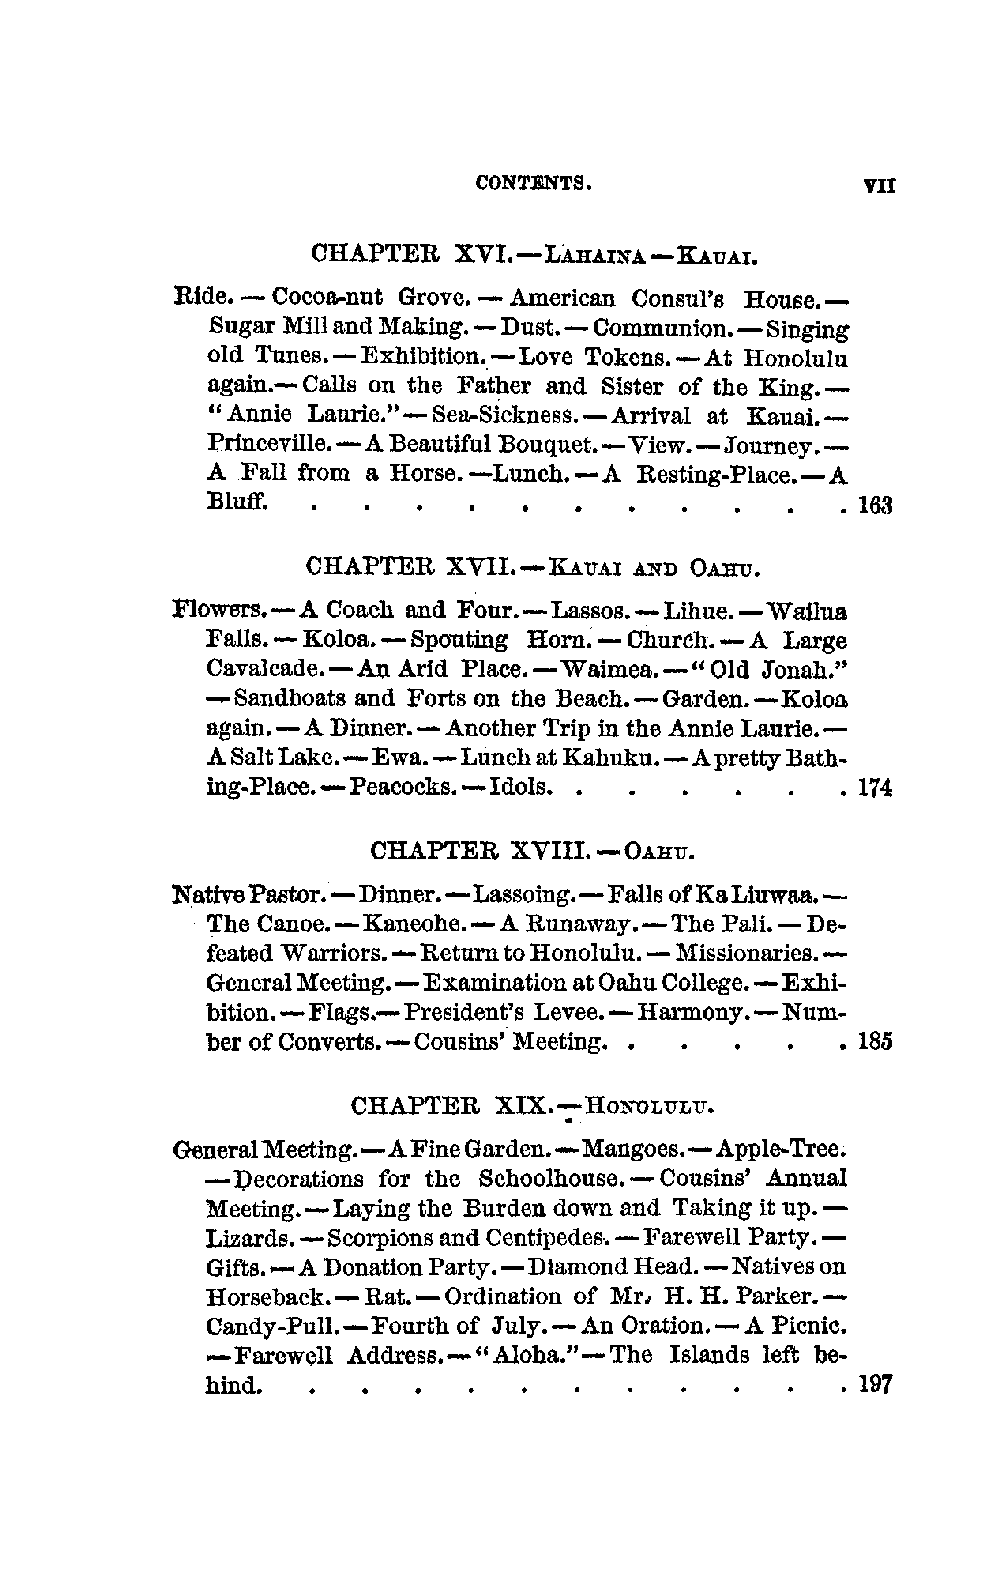 CONTENTS. VII
CHAPTER XVI.—LAHAINA—KAUAI.
Ride.—Cocoa-nut Grove.—American Consul's House.—
Sugar Mill and Making.—Dust.—Communion.—Singing
old Tunes.—Exhibition.—Love Tokens.—At Honolulu
again.—Calls on the Father and Sister of the King.—
"Annie Laurie."—Sea-Sickness.—Arrival at Kauai.—
Princeville.—A Beautiful Bouquet.—View.—Journey.—
A Fall from a Horse.—Lunch.—A Resting-Place.—A
Bluff. . . . . . . . . . . . 163
CHAPTER XVII.—KAUAI AND OAHU.
Flowers.—A Coach and Four.—Lassos.—Lihue.—Wailua
Falls.—Koloa.—Spouting Horn.—Church.—A Large
Cavalcade.—An Arid Place.—Waimea.—"Old Jonah."
—Sandboats and Forts on the Beach.—Garden.—Koloa
again.—A Dinner.—Another Trip in the Annie Laurie.—
A Salt Lake.—Ewa.—Lunch at Kahuku.—A pretty Bath-
ing-Place.—Peacocks.—Idols. . . . . . . 174
CHAPTER XVIII.—OAHU.
Native Pastor.—Dinner.—Lassoing.—Falls of Ka Liuwaa.—
The Canoe.—Kaneohe.—A Runaway.—The Pali.—De-
feated Warriors.—Return to Honolulu.—Missionaries.—
General Meeting.—Examination at Oahu College.—Exhi-
bition.—Flags.—President's Levee.—Harmony.—Num-
ber of Converts.—Cousins' Meeting. . . . . . 185
CHAPTER XIX.—HONOLULU.
General Meeting.—A Fine Garden.—Mangoes.—Apple-Tree.
—Decorations for the Schoolhouse.—Cousins' Annual
Meeting.—Laying the Burden down and Taking it up.—
Lizards.—Scorpions and Centipedes.—Farewell Party.—
Gifts.—A Donation Party.—Diamond Head.—Natives on
Horseback.—Rat.—Ordination of Mr. H. H. Parker.—
Candy-Pull.—Fourth of July.—An Oration.—A Picnic.
—Farewell Address.—"Aloha."—The Islands left be-
hind. . . . . . . . . . . . 197